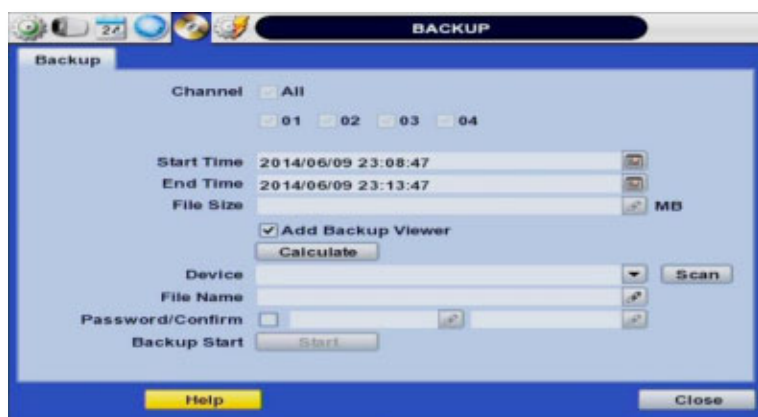 BACKUP
Backup
Channel All
01 02 03 04
Start Time 2014/06/09 23:08:47
End Time 2014/06/09 23:13:47
File Size MB
Add Backup Viewer
Calculate
Device Scan
File Name
Password/Confirm
Backup Start Start
Help Close